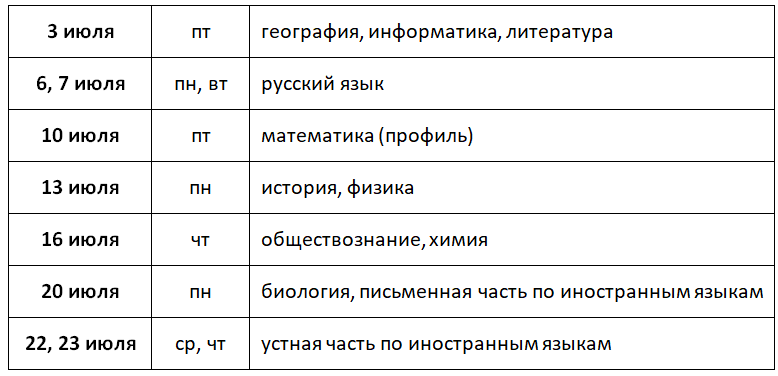 3 июля пт география, информатика, литература
6, 7 июля пн, вт русский язык
10 июля пт математика (профиль)
13 июля пн история, физика
16 июля чт обществознание, химия
20 июля пн биология, письменная часть по иностранным языкам
22, 23 июля ср, чт устная часть по иностранным языкам